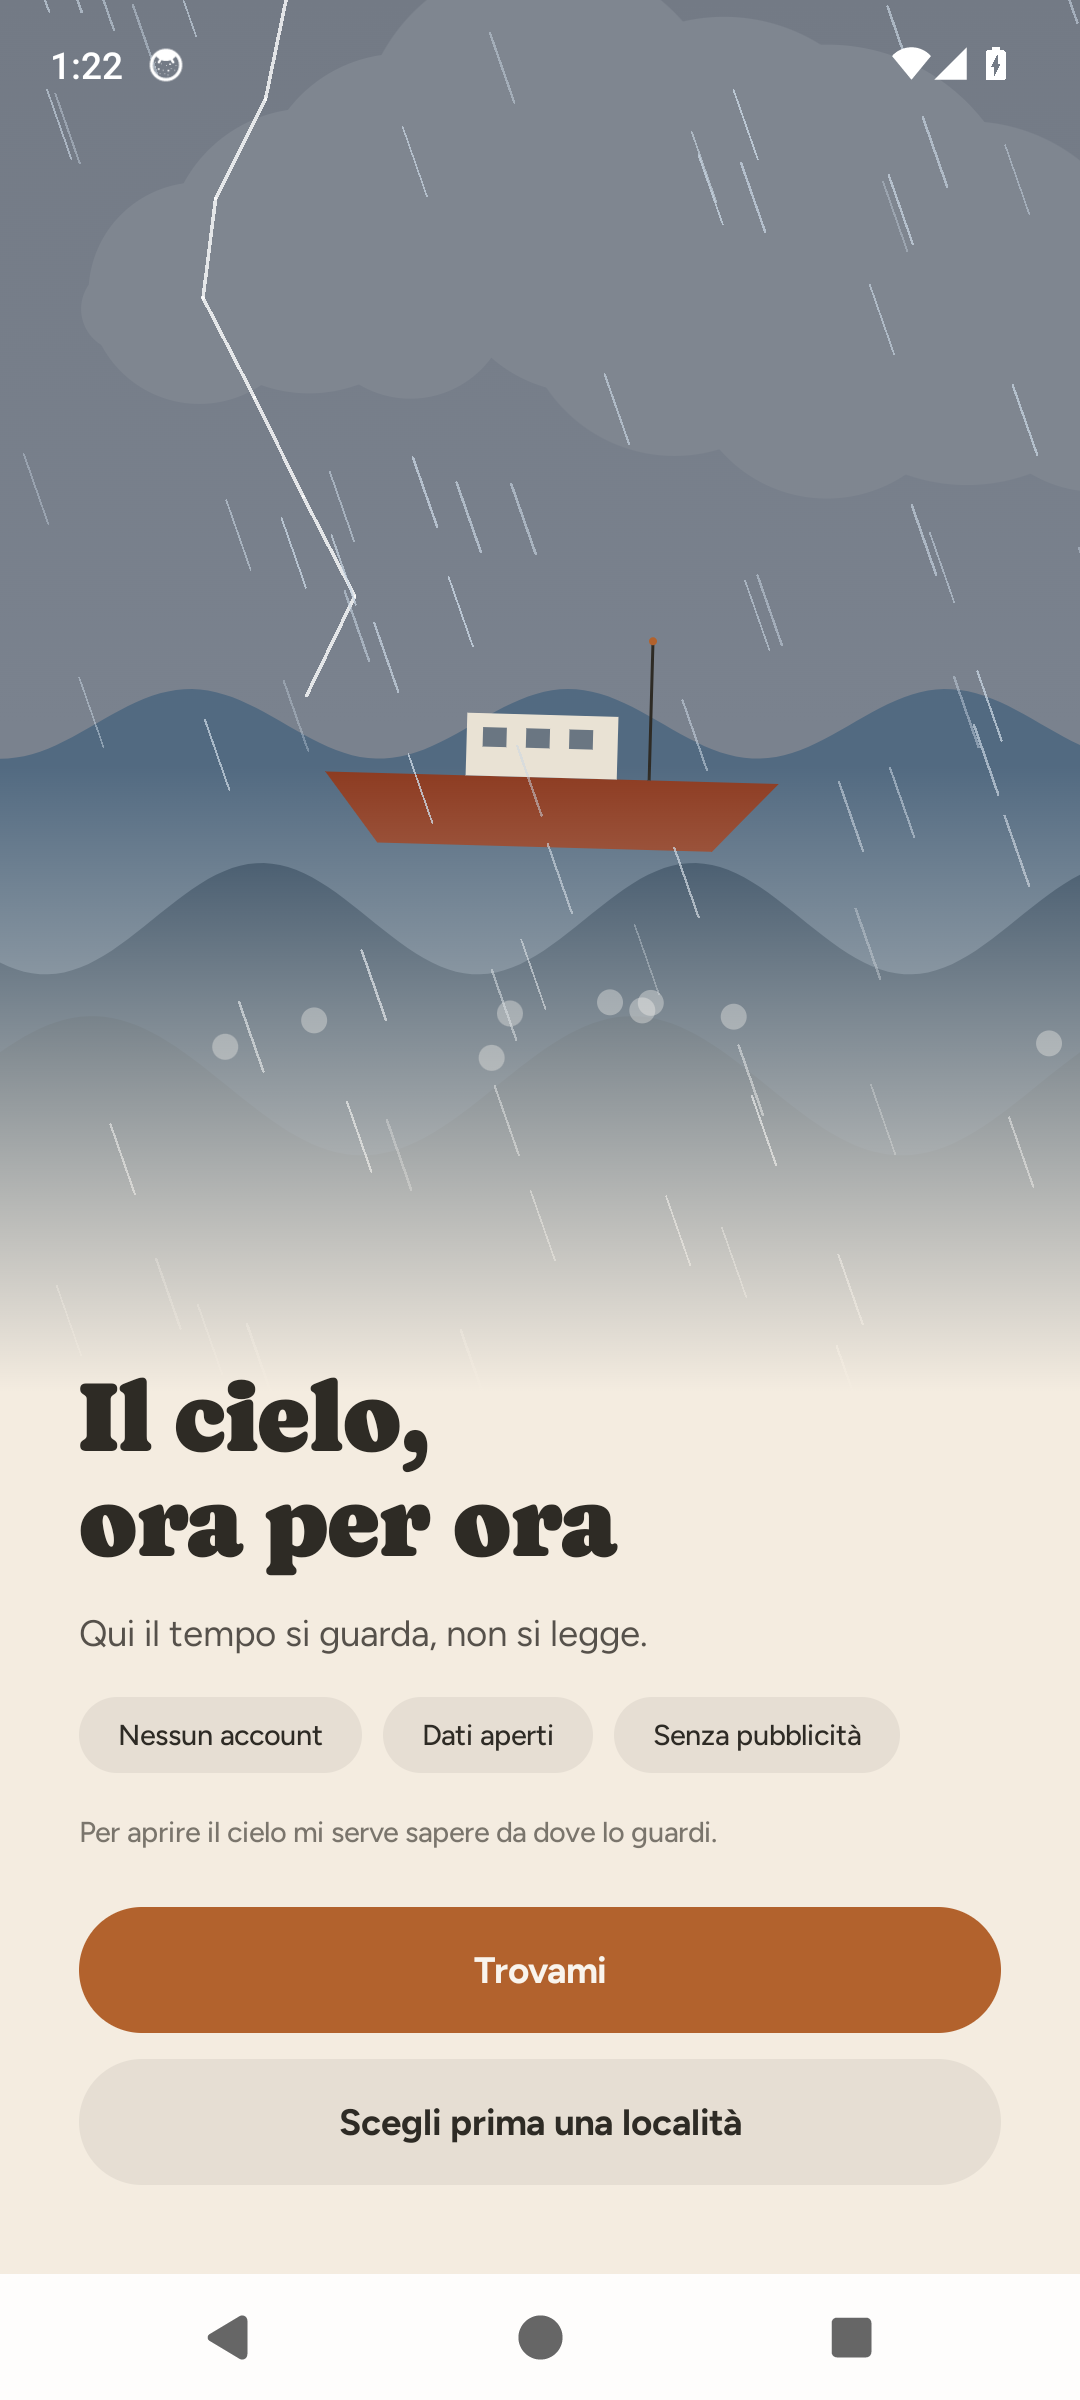 1:22
Il cielo,
ora per ora
Qui il tempo si guarda, non si legge.
Nessun account
Dati aperti
Senza pubblicità
Per aprire il cielo mi serve sapere da dove lo guardi.
Trovami
Scegli prima una località